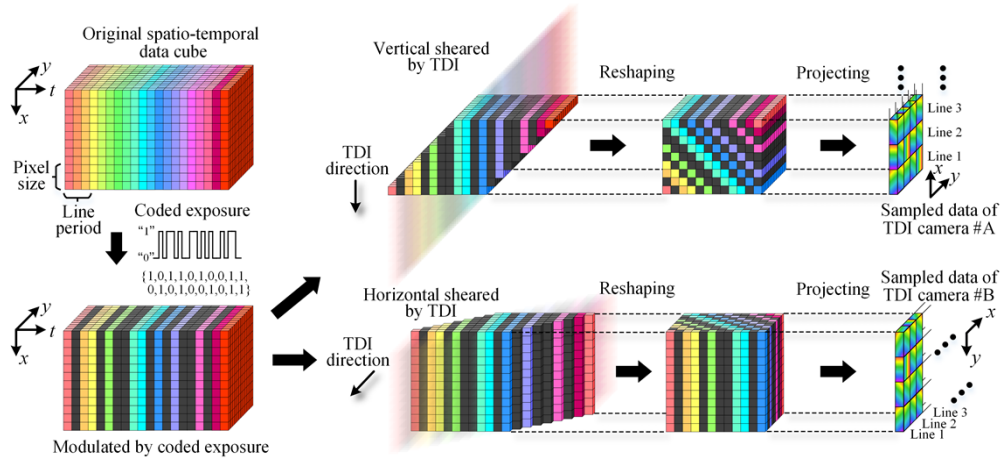 Original spatio-temporal
data cube
y
t
x
Pixel
size
Line
period
Coded exposure
“1”
“0”
{1,0,1,1,0,1,0,0,1,1,
0,1,0,1,0,0,1,0,1,1}
y
t
x
Modulated by coded exposure
Vertical sheared
by TDI
Reshaping
Projecting
TDI
direction
Line 3
Line 2
Line 1
x
y
Sampled data of
TDI camera #A
Horizontal sheared
by TDI
Reshaping
Projecting
Sampled data of
TDI camera #B
TDI
direction
x
y
Line 3
Line 2
Line 1